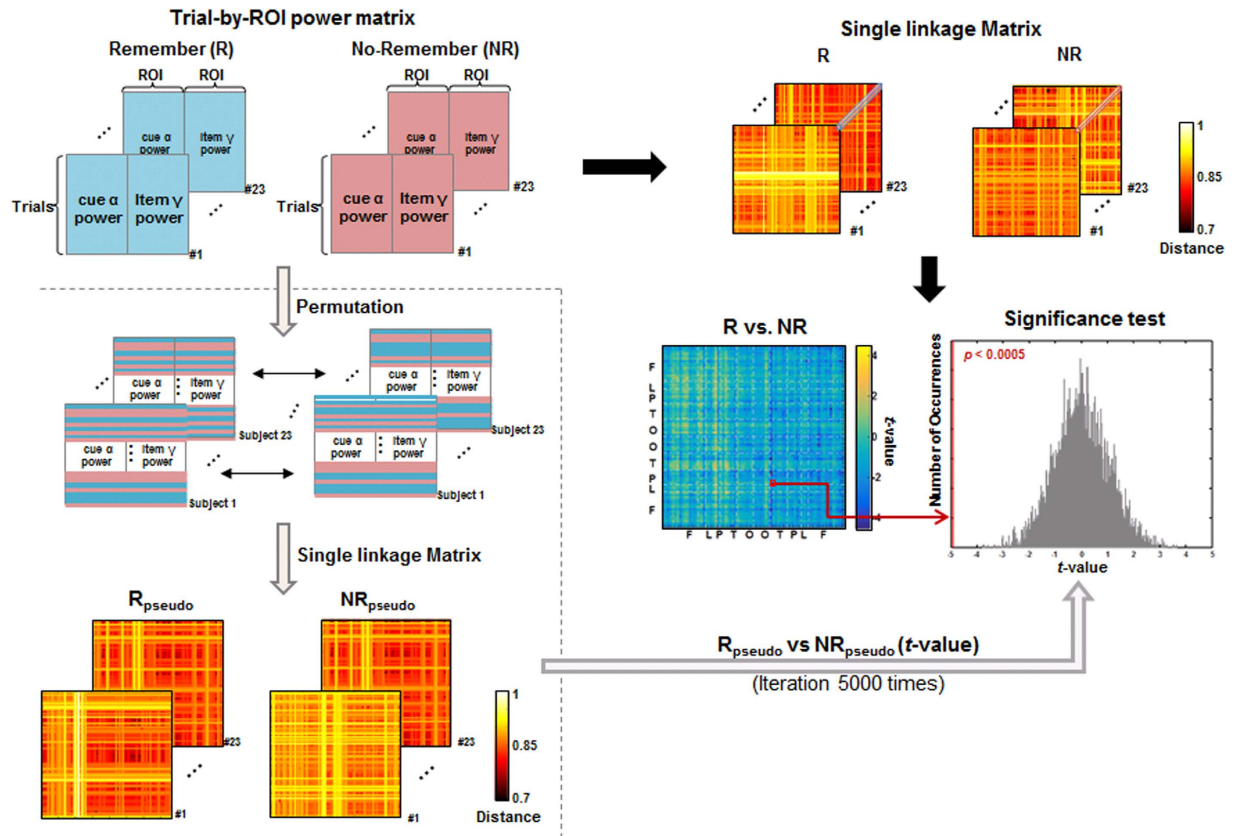 Trial-by-ROI power matrix
Remember (R)
No-Remember (NR)
ROI ROI
ROI ROI
cue α power
Item γ power
cue α power
Item γ power
#23
#23
Trials
cue α power
Item γ power
#1
Trials
cue α power
Item γ power
#1
Single linkage Matrix
R
NR
#23
#1
#23
#1
1
0.85
0.7
Distance
Permutation
cue α power
Item γ power
Subject 23
cue α power
Item γ power
Subject 23
cue α power
Item γ power
Subject 1
cue α power
Item γ power
Subject 1
Single linkage Matrix
Rpseudo
NRpseudo
#23
#1
#23
#1
1
0.85
0.7
Distance
R vs. NR
F L P T O O T P L F
F L P T O O T P L F
4
2
0
-2
-4
t-value
Significance test
p < 0.0005
Number of Occurrences
-5 -4 -3 -2 -1 0 1 2 3 4 5
t-value
Rpseudo vs NRpseudo (t-value)
(Iteration 5000 times)